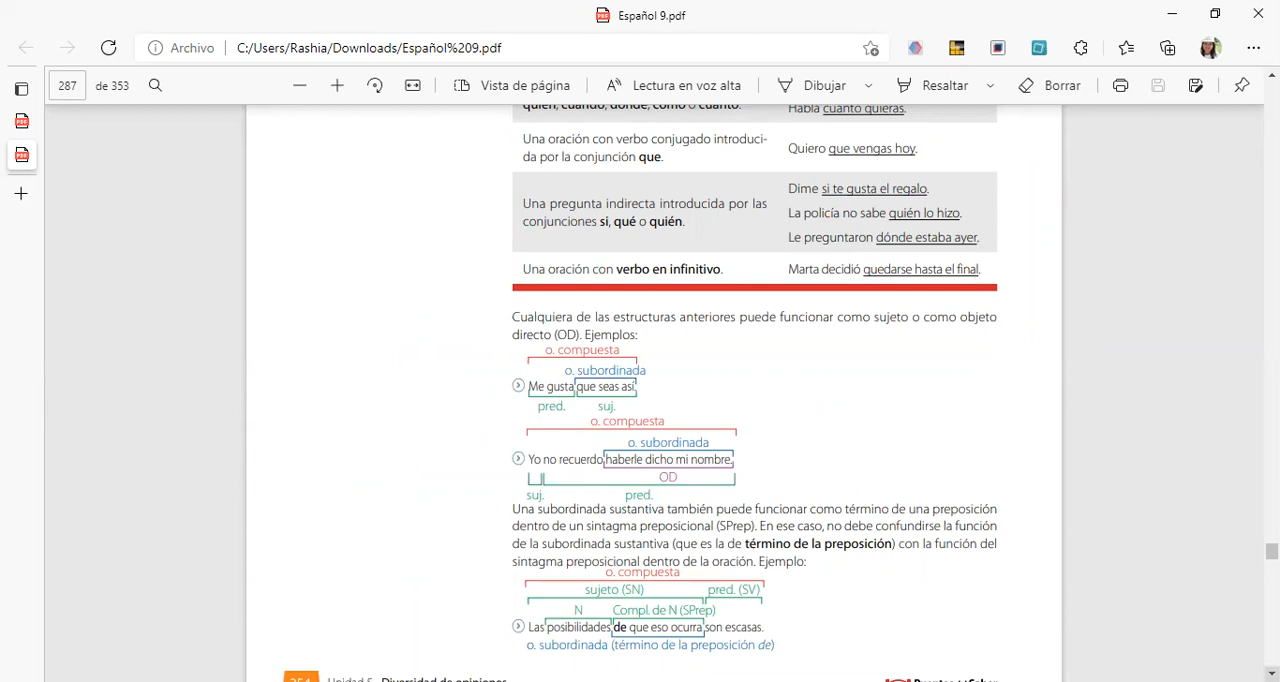 Español 9.pdf
Archivo
C:/Users/Rashia/Downloads/Español%209.pdf
287
de 353
Vista de página
Lectura en voz alta
Dibujar
Resaltar
Borrar
quién, cuándo, dónde, cómo o cuánto.
Habla cuanto quieras.
Una oración con verbo conjugado introduci-
da por la conjunción que.
Quiero que vengas hoy.
Una pregunta indirecta introducida por las
conjunciones si, qué o quién.
Dime si te gusta el regalo.
La policía no sabe quién lo hizo.
Le preguntaron dónde estaba ayer.
Una oración con verbo en infinitivo.
Marta decidió quedarse hasta el final.
Cualquiera de las estructuras anteriores puede funcionar como sujeto o como objeto
directo (OD). Ejemplos:
o. compuesta
o. subordinada
Me gusta que seas así.
pred.
suj.
o. compuesta
o. subordinada
Yo no recuerdo haberle dicho mi nombre.
OD
suj.
pred.
Una subordinada sustantiva también puede funcionar como término de una preposición
dentro de un sintagma preposicional (SPrep). En ese caso, no debe confundirse la función
de la subordinada sustantiva (que es la de término de la preposición) con la función del
sintagma preposicional dentro de la oración. Ejemplo:
o. compuesta
sujeto (SN)
pred. (SV)
N
Compl. de N (SPrep)
Las posibilidades de que eso ocurra son escasas.
o. subordinada (término de la preposición de)
Unidad 5
Diversidad de opiniones